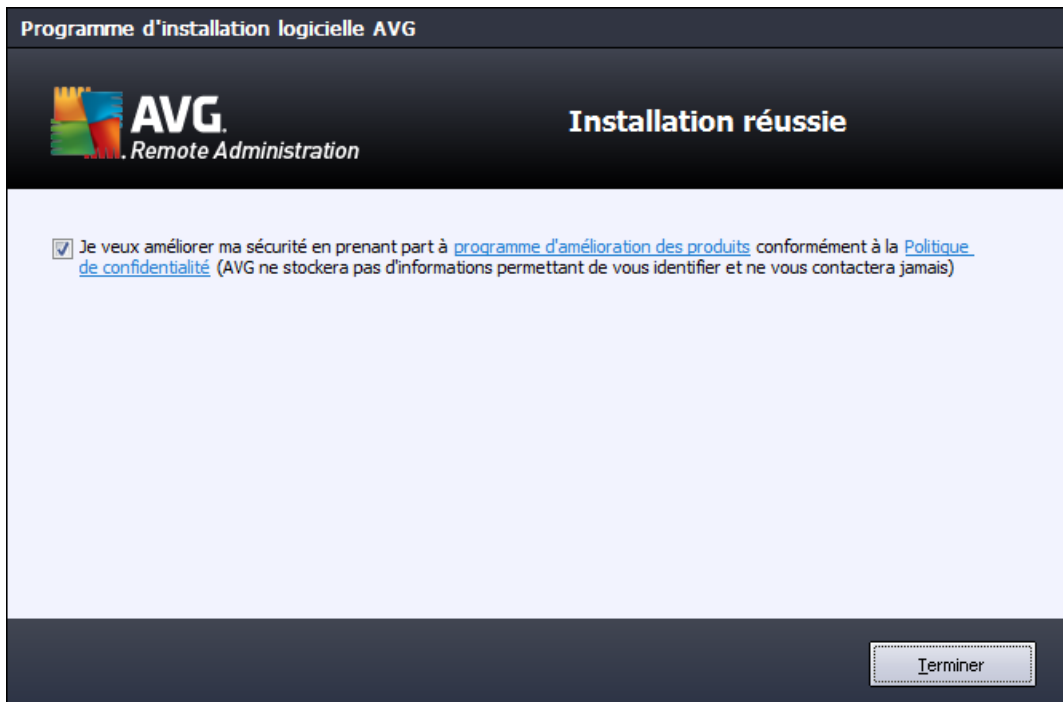 Programme d'installation logicielle AVG
AVG.
Remote Administration
Installation réussie
Je veux améliorer ma sécurité en prenant part à programme d'amélioration des produits conformément à la Politique
de confidentialité (AVG ne stockera pas d'informations permettant de vous identifier et ne vous contactera jamais)
Terminer